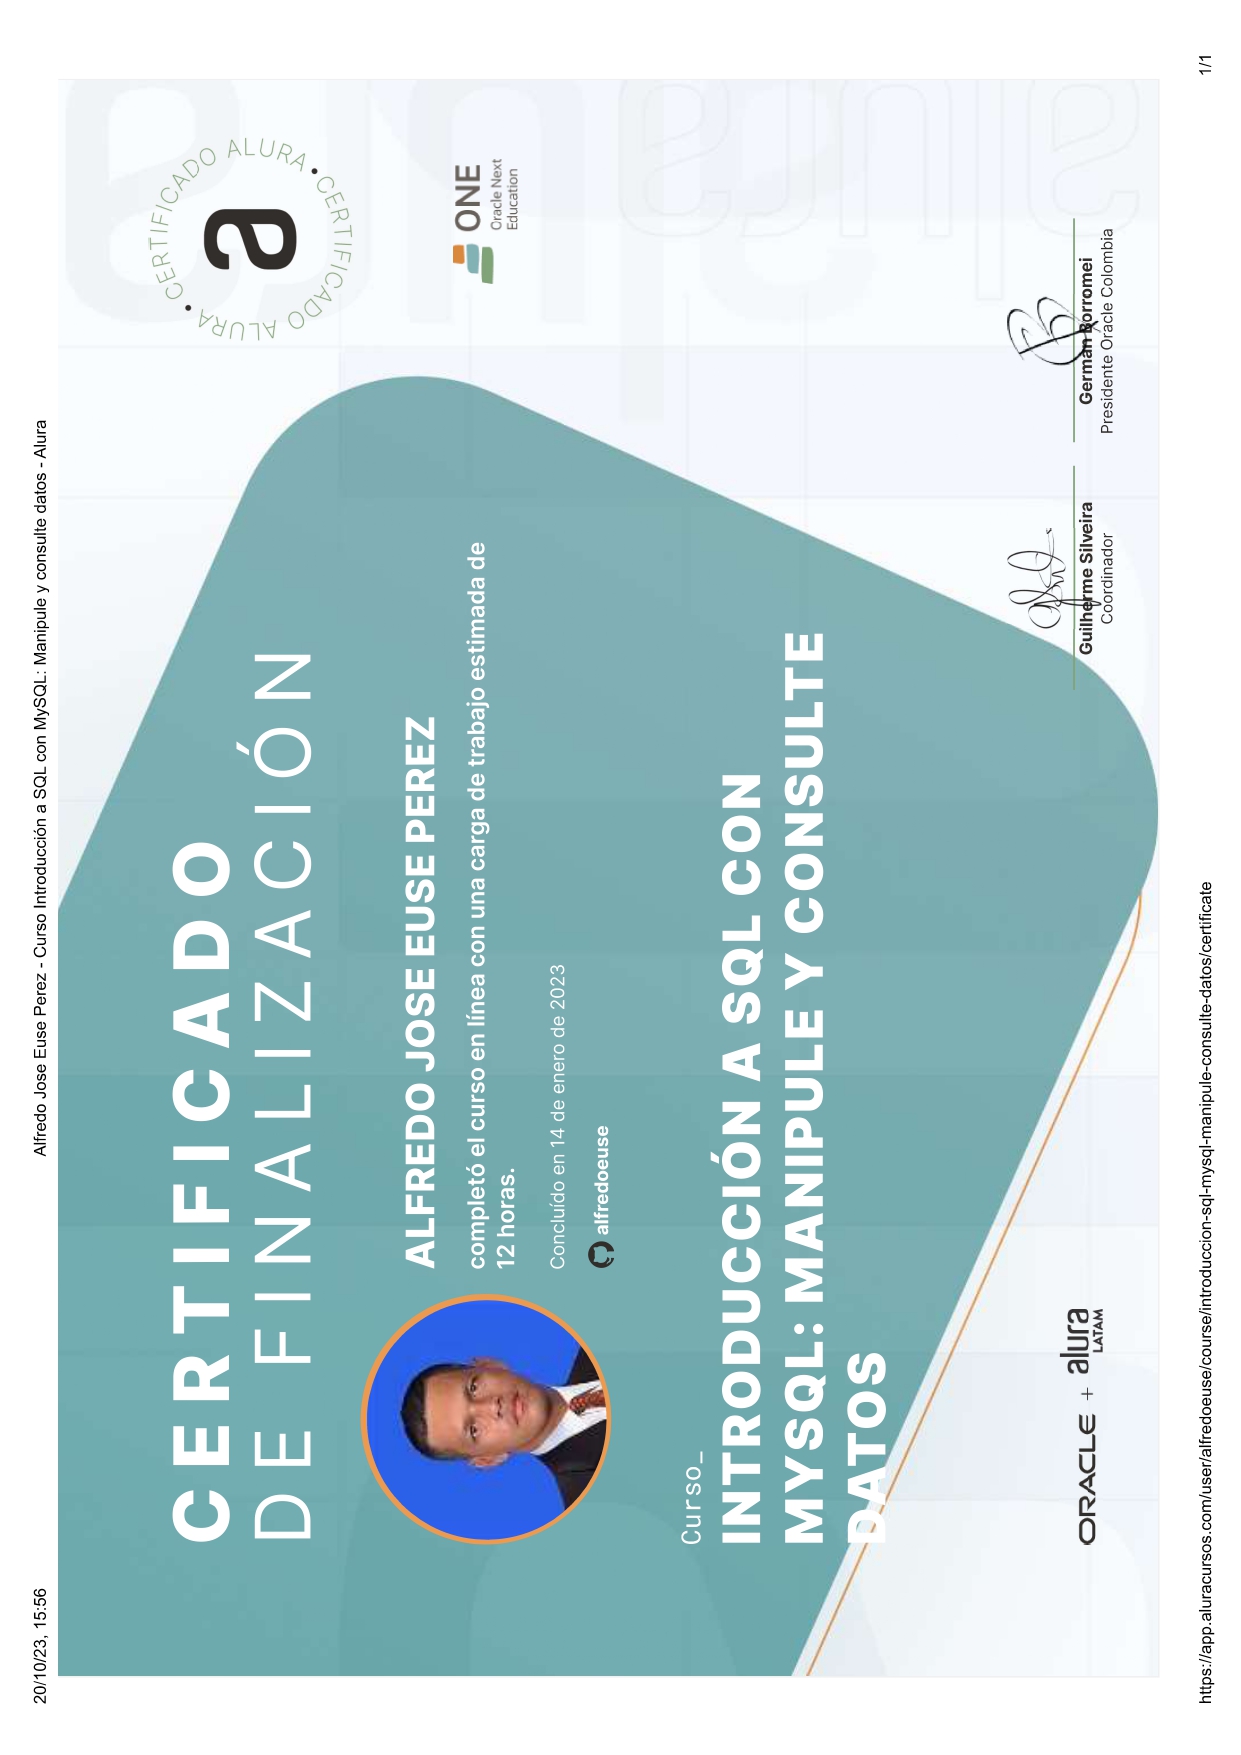 20/10/23, 15:56
Alfredo Jose Euse Perez - Curso Introducción a SQL con MySQL: Manipule y consulte datos - Alura
CERTIFICADO
DE FINALIZACIÓN
CERTIFICADO ALURA • CERTIFICADO ALURA •
a
ALFREDO JOSE EUSE PEREZ
completó el curso en línea con una carga de trabajo estimada de
12 horas.
Concluído en 14 de enero de 2023
alfredoeuse
ONE
Oracle Next
Education
Curso_
INTRODUCCIÓN A SQL CON
MYSQL: MANIPULE Y CONSULTE
DATOS
ORACLE + alura
LATAM
Guilherme Silveira
Coordinador
German Borromei
Presidente Oracle Colombia
https://app.aluracursos.com/user/alfredoeuse/course/introduccion-sql-mysql-manipule-consulte-datos/certificate
1/1